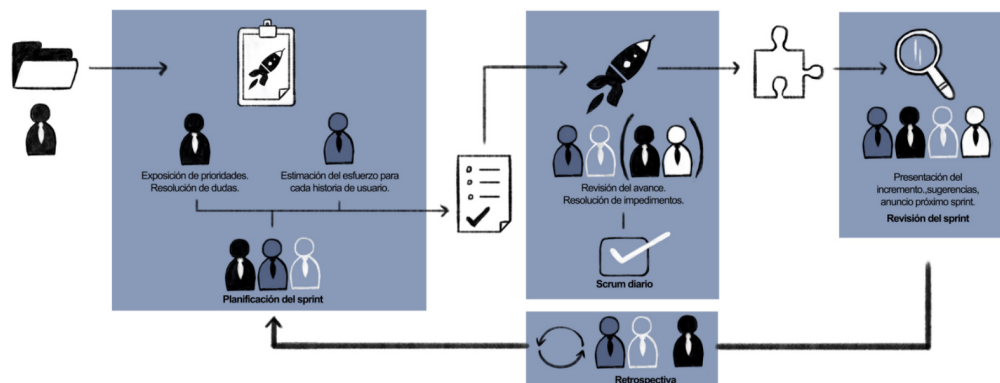 Exposición de prioridades.
Resolución de dudas.
Estimación del esfuerzo para
cada historia de usuario.
Planificación del sprint
Revisión del avance.
Resolución de impedimentos.
Scrum diario
Presentación del
incremento.,sugerencias,
anuncio próximo sprint.
Revisión del sprint
Retrospectiva